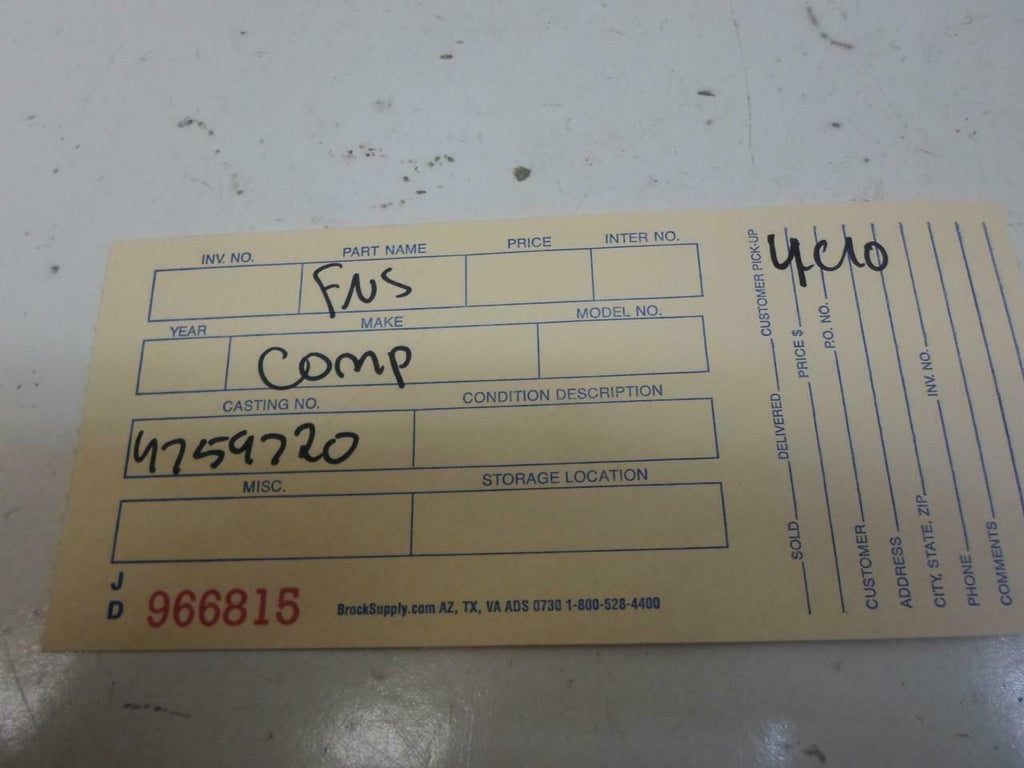 INV. NO. PART NAME PRICE INTER NO.
FNS
YEAR MAKE MODEL NO.
Comp
CASTING NO. CONDITION DESCRIPTION
4759720
MISC. STORAGE LOCATION
J
D 966815 BrockSupply.com AZ, TX, VA ADS 0730 1-800-528-4400
SOLD DELIVERED CUSTOMER PICK-UP
PRICE $
P.O. NO.
CUSTOMER
ADDRESS
CITY, STATE, ZIP INV. NO.
PHONE
COMMENTS